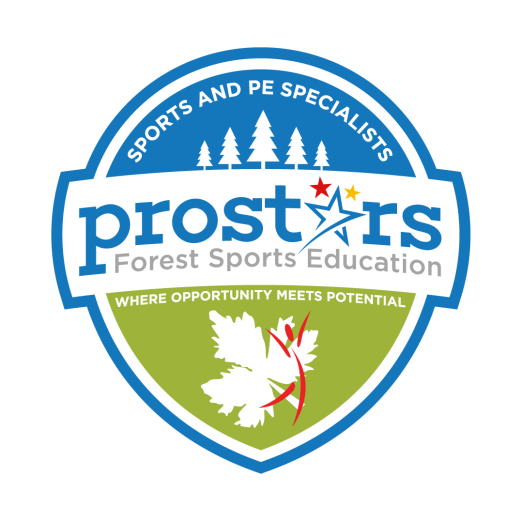 SPORTS AND PE SPECIALISTS
prostars
Forest Sports Education
WHERE OPPORTUNITY MEETS POTENTIAL